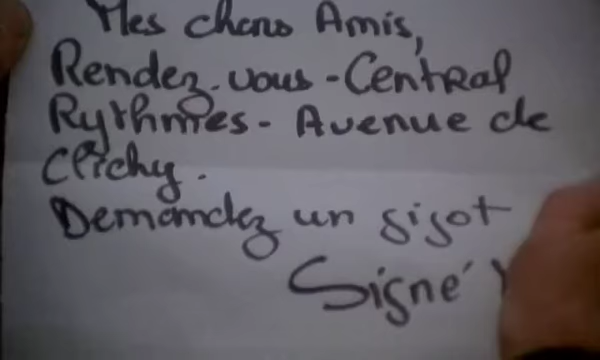 Mes chers Amis,
Rendez-vous - Central
Rythmes - Avenue de
Clichy.
Demandez un gigot
Signé